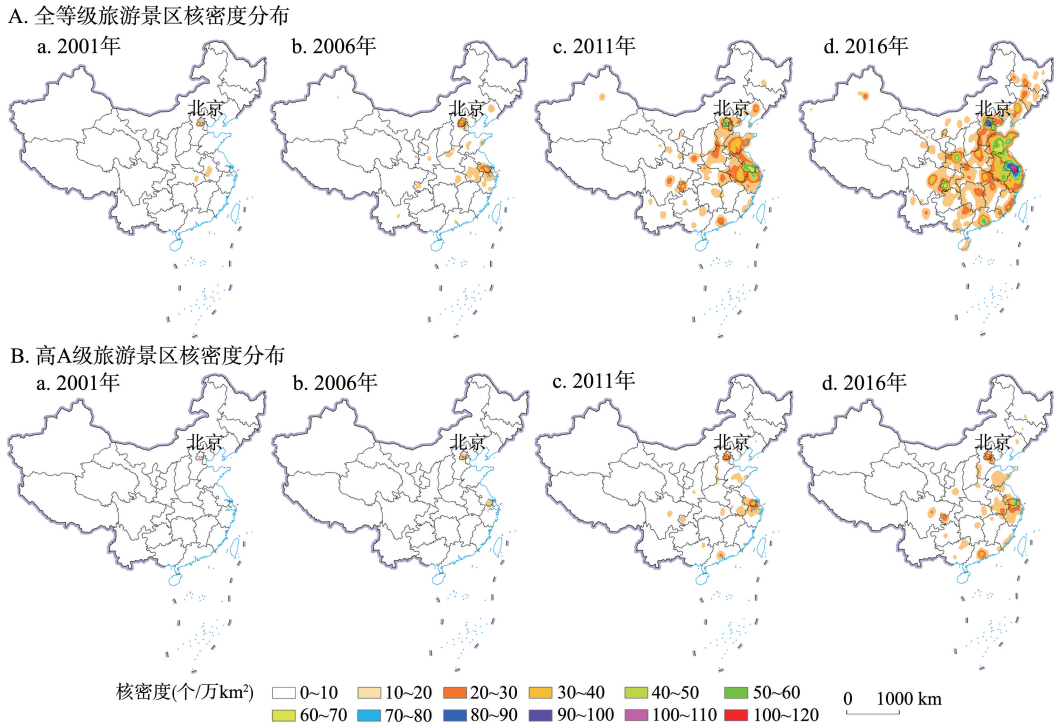 A. 全等级旅游景区核密度分布
a. 2001年
b. 2006年
c. 2011年
d. 2016年
北京
北京
北京
北京
B. 高A级旅游景区核密度分布
a. 2001年
b. 2006年
c. 2011年
d. 2016年
北京
北京
北京
北京
核密度(个/万km²) 0~10 10~20 20~30 30~40 40~50 50~60
60~70 70~80 80~90 90~100 100~110 100~120
0 1000 km